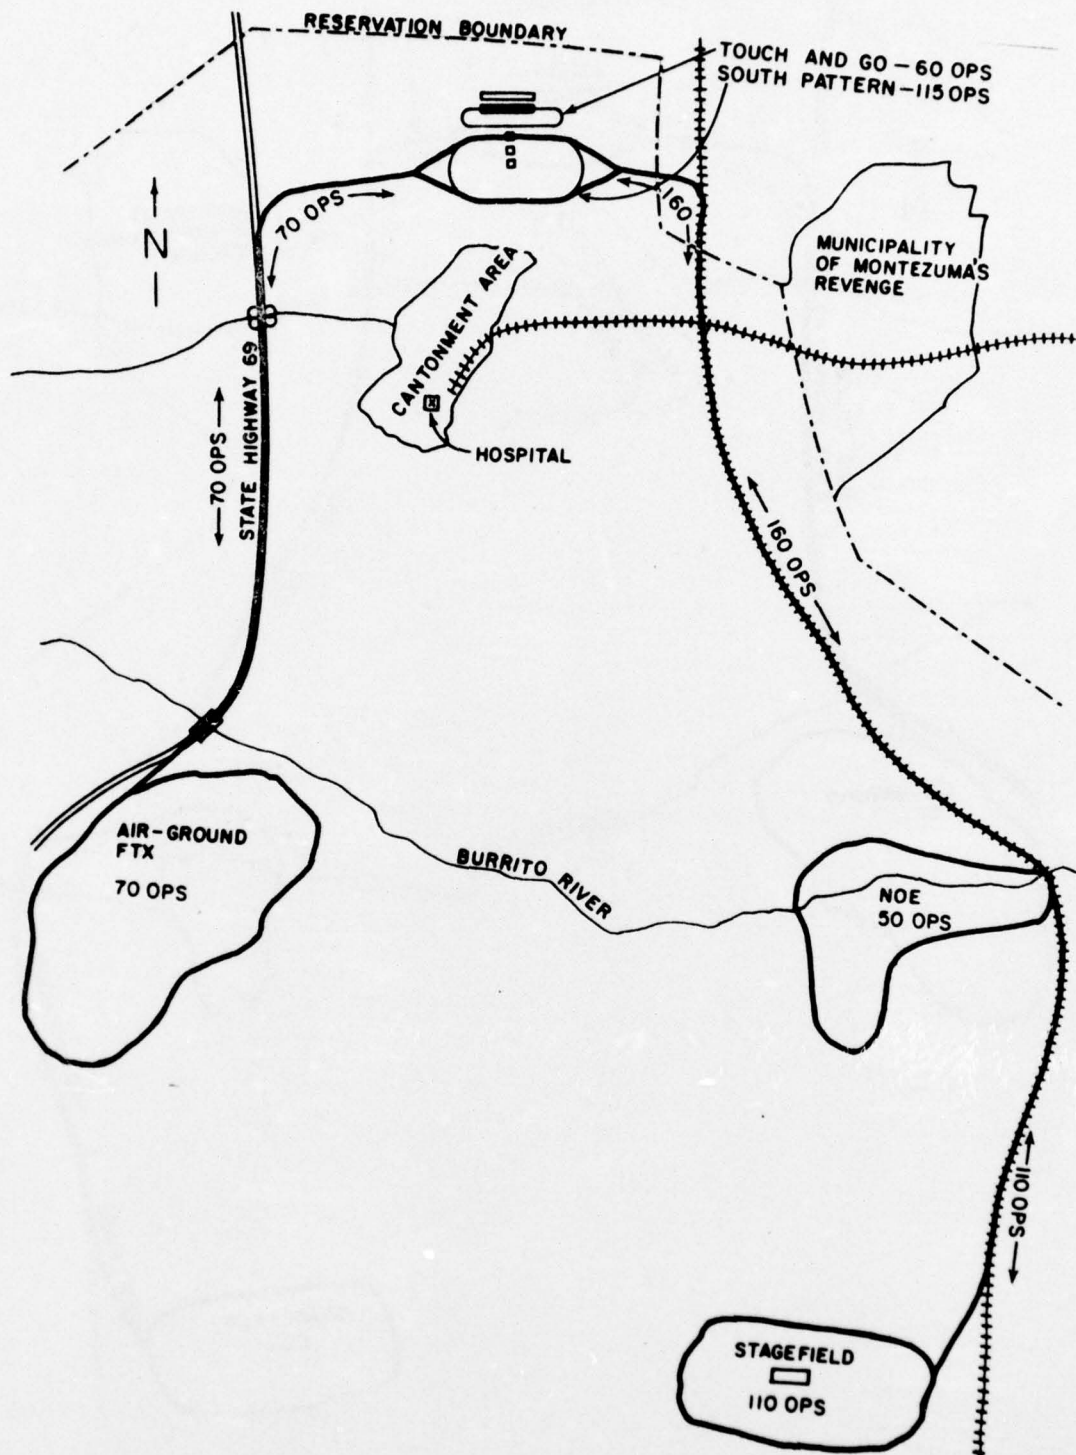 RESERVATION BOUNDARY
TOUCH AND GO – 60 OPS
SOUTH PATTERN – 115 OPS
N
70 OPS
160
MUNICIPALITY
OF MONTEZUMA'S
REVENGE
CANTONMENT AREA
X
HOSPITAL
70 OPS
STATE HIGHWAY 69
160 OPS
AIR-GROUND
FTX
70 OPS
BURRITO RIVER
NOE
50 OPS
110 OPS
STAGEFIELD
110 OPS